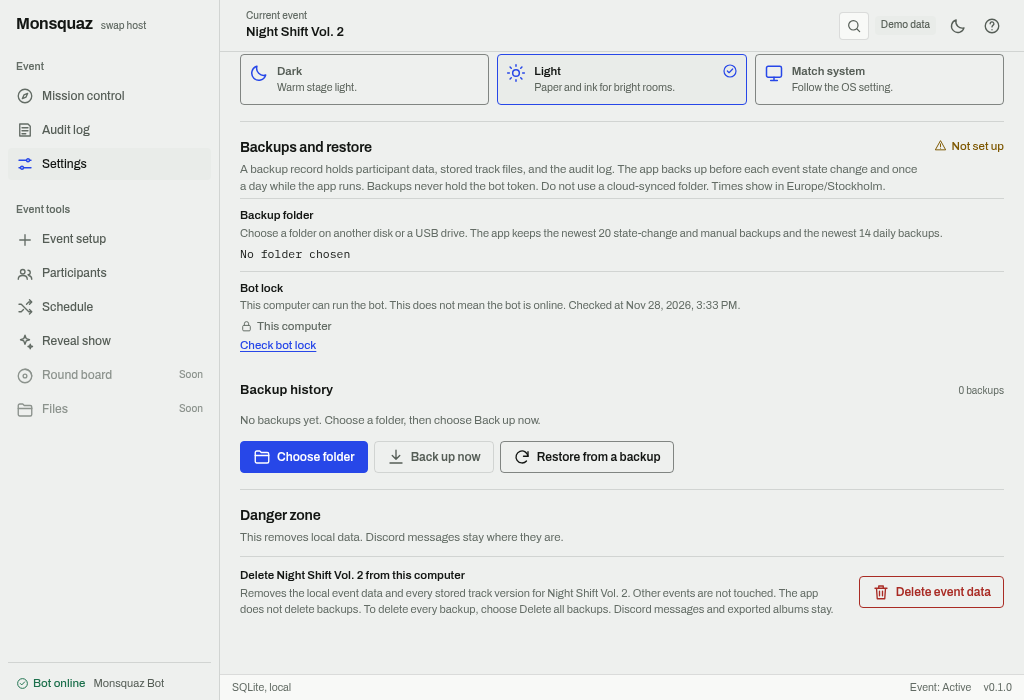 Monsquaz swap host
Event
Mission control
Audit log
Settings
Event tools
Event setup
Participants
Schedule
Reveal show
Round board Soon
Files Soon
Bot online Monsquaz Bot
Current event
Night Shift Vol. 2
Demo data
Dark
Warm stage light.
Light
Paper and ink for bright rooms.
Match system
Follow the OS setting.
Backups and restore
Not set up
A backup record holds participant data, stored track files, and the audit log. The app backs up before each event state change and once
a day while the app runs. Backups never hold the bot token. Do not use a cloud-synced folder. Times show in Europe/Stockholm.
Backup folder
Choose a folder on another disk or a USB drive. The app keeps the newest 20 state-change and manual backups and the newest 14 daily backups.
No folder chosen
Bot lock
This computer can run the bot. This does not mean the bot is online. Checked at Nov 28, 2026, 3:33 PM.
This computer
Check bot lock
Backup history
0 backups
No backups yet. Choose a folder, then choose Back up now.
Choose folder
Back up now
Restore from a backup
Danger zone
This removes local data. Discord messages stay where they are.
Delete Night Shift Vol. 2 from this computer
Removes the local event data and every stored track version for Night Shift Vol. 2. Other events are not touched. The app
does not delete backups. To delete every backup, choose Delete all backups. Discord messages and exported albums stay.
Delete event data
SQLite, local
Event: Active v0.1.0